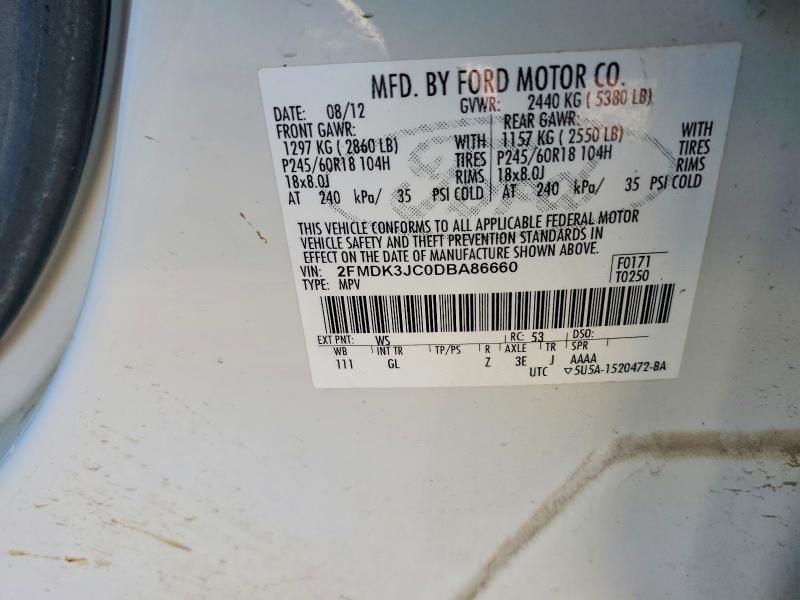 MFD. BY FORD MOTOR CO.
DATE: 08/12 GVWR: 2440 KG ( 5380 LB)
FRONT GAWR: REAR GAWR:
1297 KG ( 2860 LB) WITH 1157 KG ( 2550 LB) WITH
P245/60R18 104H TIRES P245/60R18 104H TIRES
18x8.0J RIMS 18x8.0J RIMS
AT 240 kPa/ 35 PSI COLD AT 240 kPa/ 35 PSI COLD
THIS VEHICLE CONFORMS TO ALL APPLICABLE FEDERAL MOTOR
VEHICLE SAFETY AND THEFT PREVENTION STANDARDS IN
EFFECT ON THE DATE OF MANUFACTURE SHOWN ABOVE.
VIN: 2FMDK3JC0DBA86660 F0171
TYPE: MPV T0250
EXT PNT: WS RC: 53 DSO:
WB INT TR TP/PS R AXLE TR SPR
111 GL Z 3E J AAAA
UTC ▽5U5A-1520472-BA